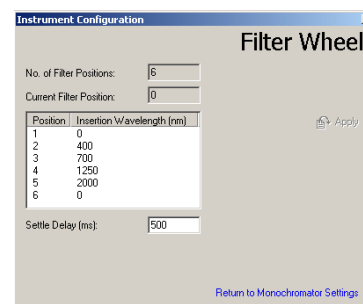 Instrument Configuration
Filter Wheel
No. of Filter Positions: 6
Current Filter Position: 0
Position Insertion Wavelength (nm)
1 0
2 400
3 700
4 1250
5 2000
6 0
Apply
Settle Delay (ms): 500
Return to Monochromator Settings